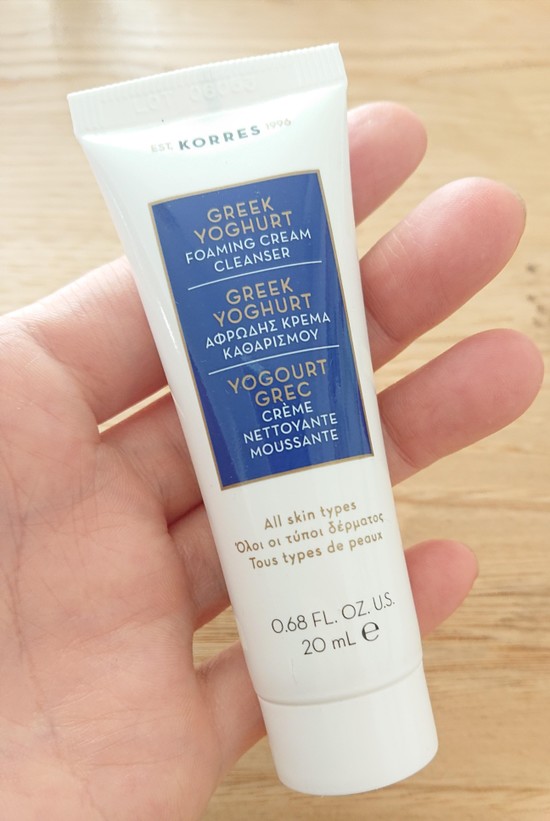 EST. KORRES 1996
GREEK
YOGHURT
FOAMING CREAM
CLEANSER
GREEK
YOGHURT
ΑΦΡΩΔΗΣ ΚΡΕΜΑ
ΚΑΘΑΡΙΣΜΟΥ
YOGOURT
GREC
CRÈME
NETTOYANTE
MOUSSANTE
All skin types
Όλοι οι τύποι δέρματος
Tous types de peaux
0.68 FL. OZ. U.S.
20 mL ℮